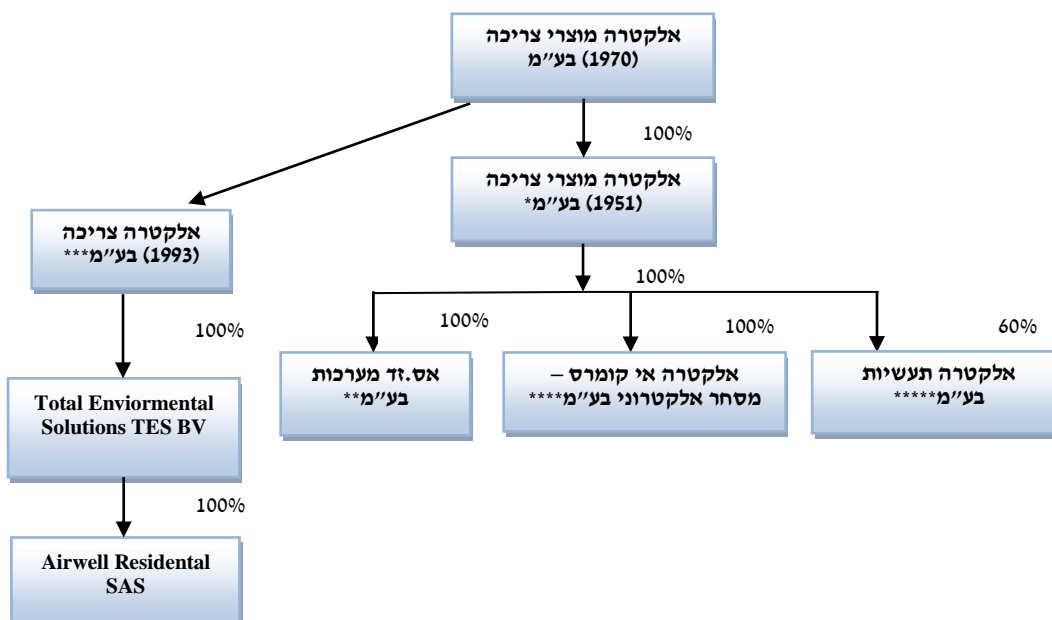 אלקטרה מוצרי צריכה
(1970) בע״מ
100%
אלקטרה מוצרי צריכה
(1951) בע״מ*
אלקטרה צריכה
(1993) בע״מ***
100%
100%
100%
100%
60%
אס.זד מערכות
בע״מ**
אלקטרה אי קומרס –
מסחר אלקטרוני בע״מ****
אלקטרה תעשיות
בע״מ*****
Total Enviormental
Solutions TES BV
100%
Airwell Residental
SAS